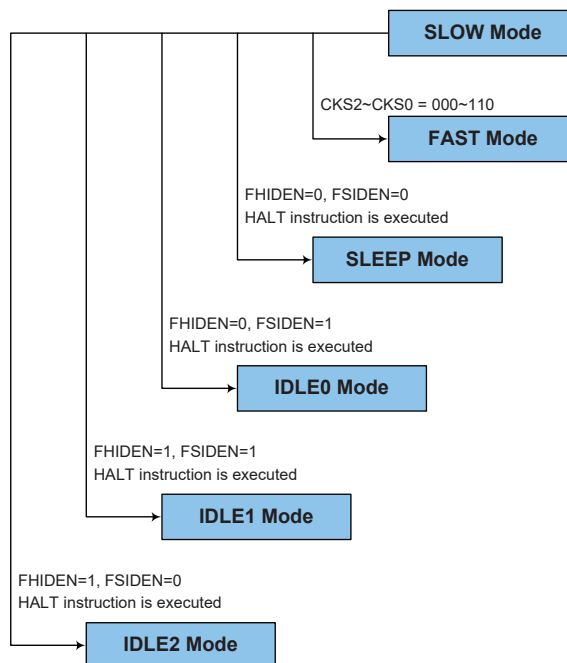 SLOW Mode
CKS2~CKS0 = 000~110
FAST Mode
FHIDEN=0, FSIDEN=0
HALT instruction is executed
SLEEP Mode
FHIDEN=0, FSIDEN=1
HALT instruction is executed
IDLE0 Mode
FHIDEN=1, FSIDEN=1
HALT instruction is executed
IDLE1 Mode
FHIDEN=1, FSIDEN=0
HALT instruction is executed
IDLE2 Mode